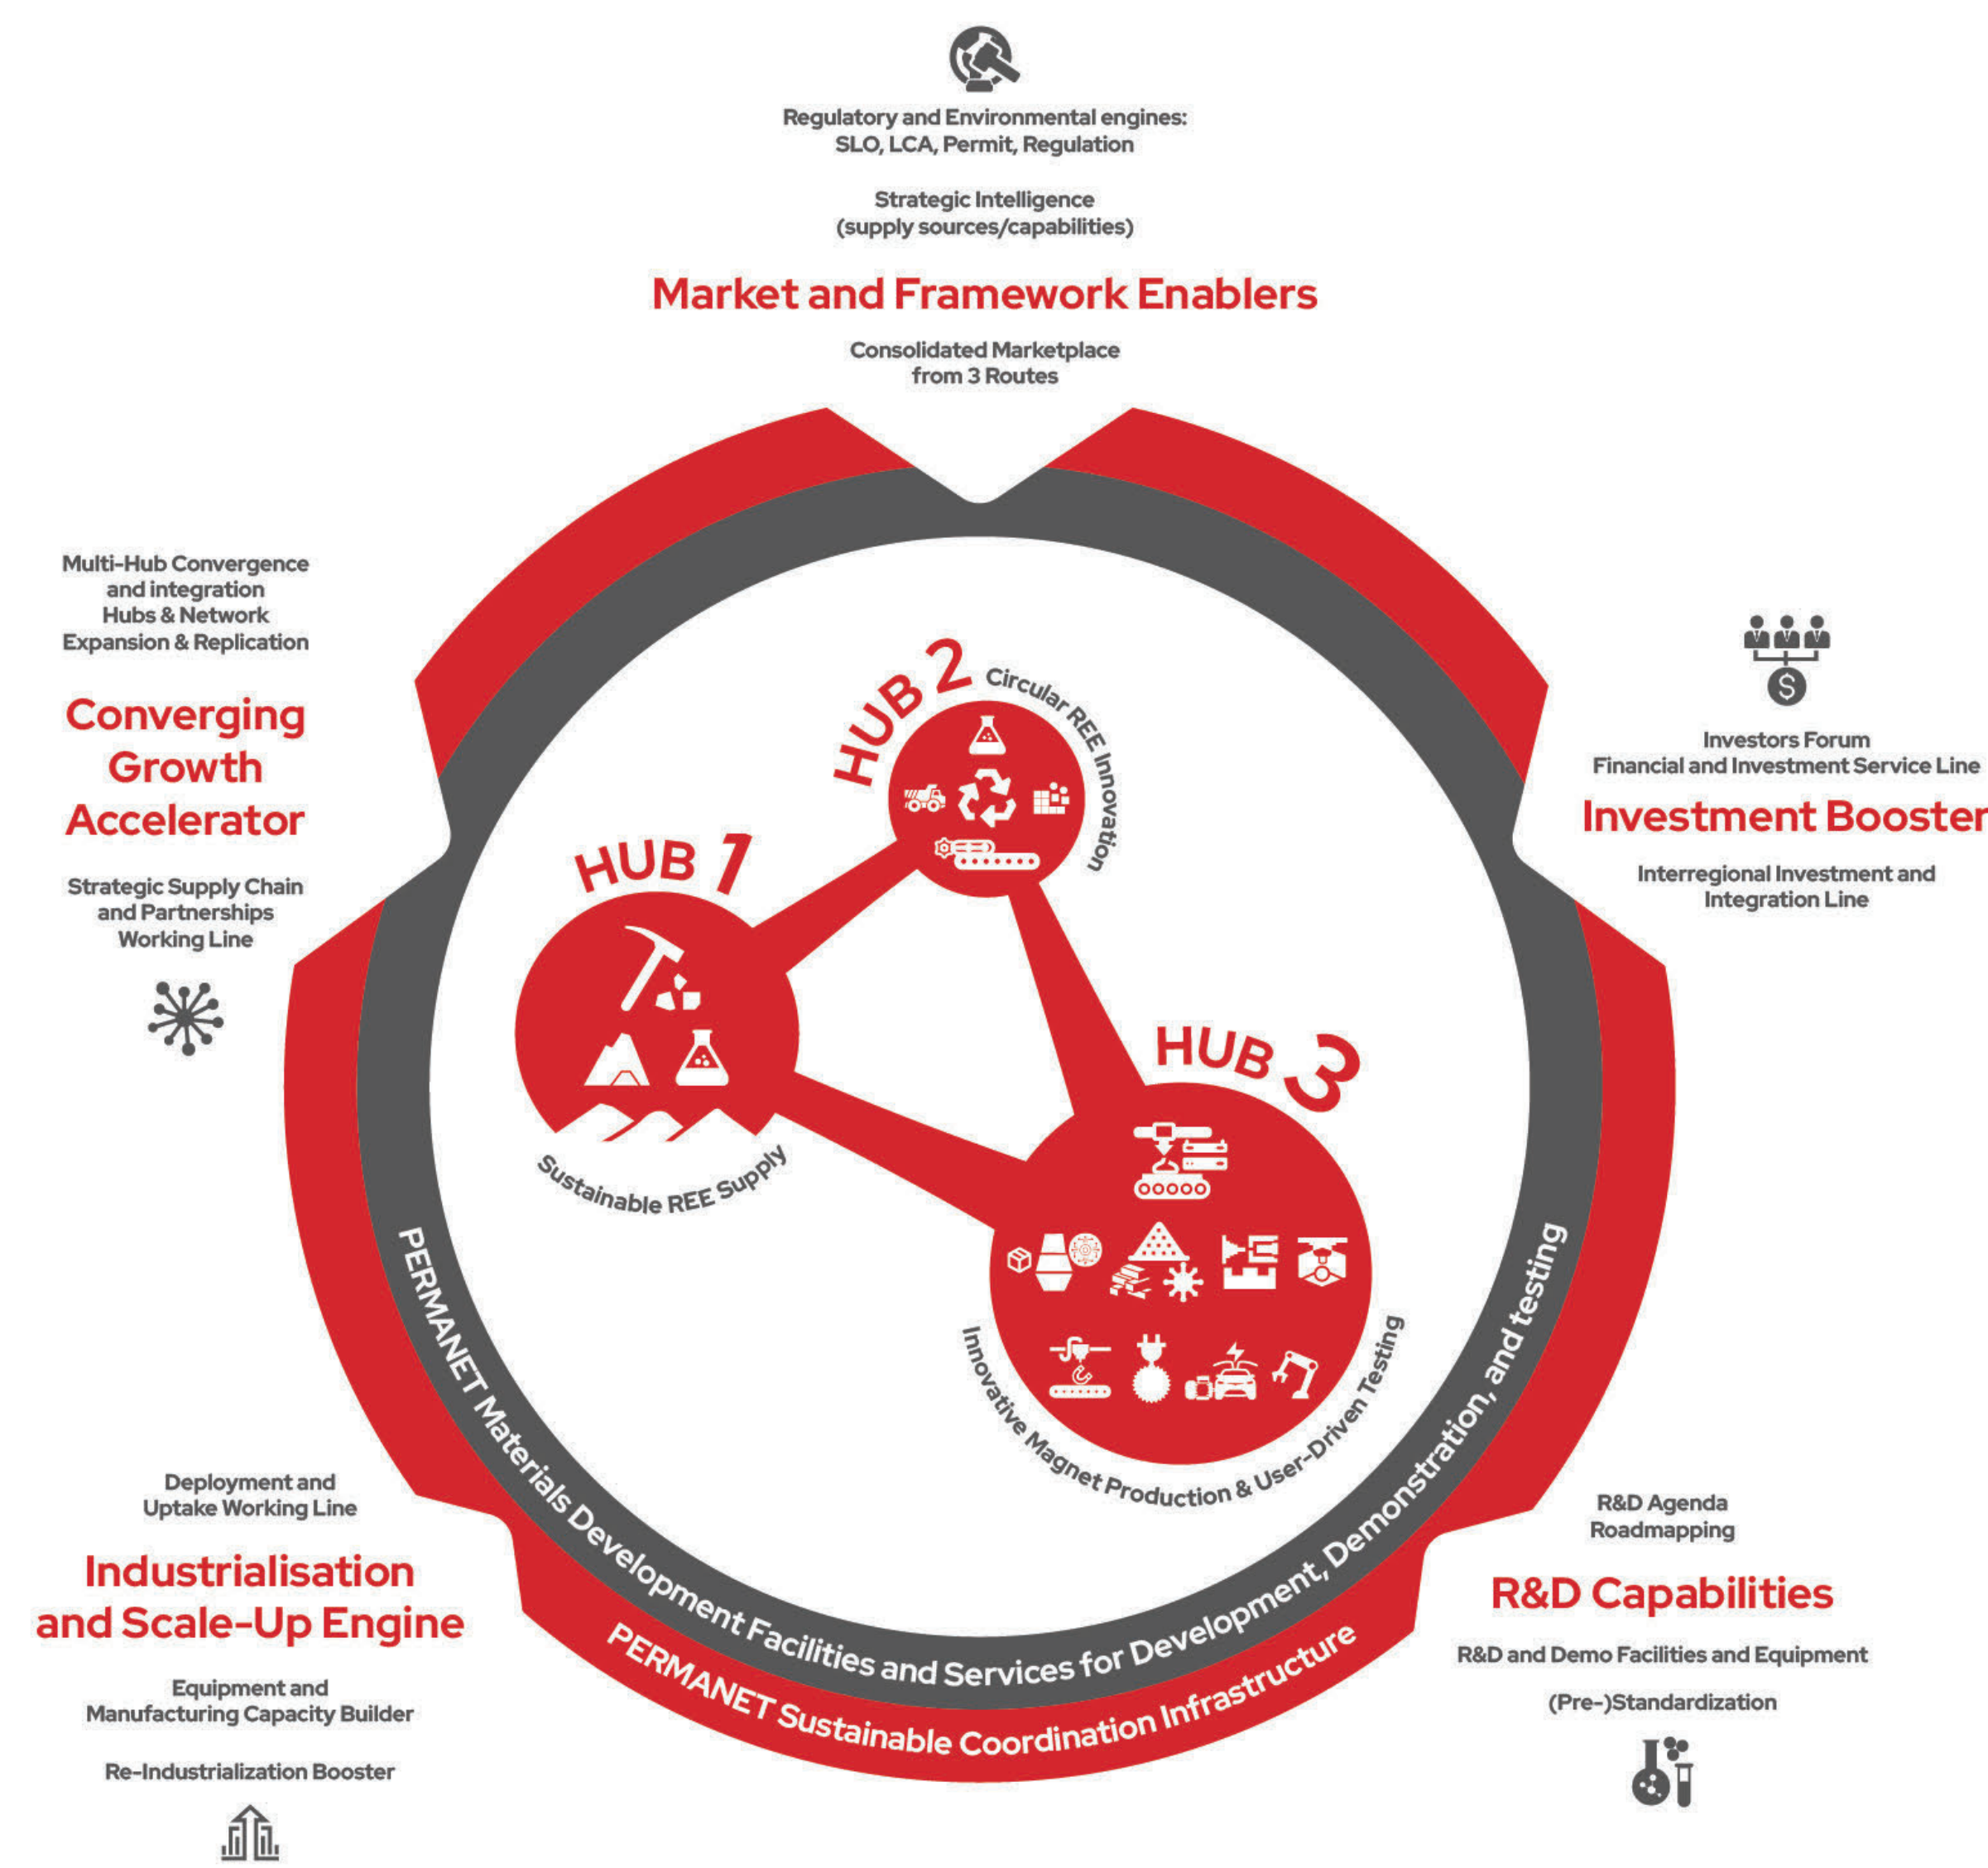 Regulatory and Environmental engines:
SLO, LCA, Permit, Regulation
Strategic Intelligence
(supply sources/capabilities)
Market and Framework Enablers
Consolidated Marketplace
from 3 Routes
Multi-Hub Convergence
and integration
Hubs & Network
Expansion & Replication
Converging
Growth
Accelerator
Strategic Supply Chain
and Partnerships
Working Line
Investors Forum
Financial and Investment Service Line
Investment Booster
Interregional Investment and
Integration Line
HUB 2
Circular REE Innovation
HUB 1
Sustainable REE Supply
HUB 3
Innovative Magnet Production & User-Driven Testing
PERMANET Materials Development Facilities and Services for Development, Demonstration, and testing
PERMANET Sustainable Coordination Infrastructure
Deployment and
Uptake Working Line
Industrialisation
and Scale-Up Engine
Equipment and
Manufacturing Capacity Builder
Re-Industrialization Booster
R&D Agenda
Roadmapping
R&D Capabilities
R&D and Demo Facilities and Equipment
(Pre-)Standardization